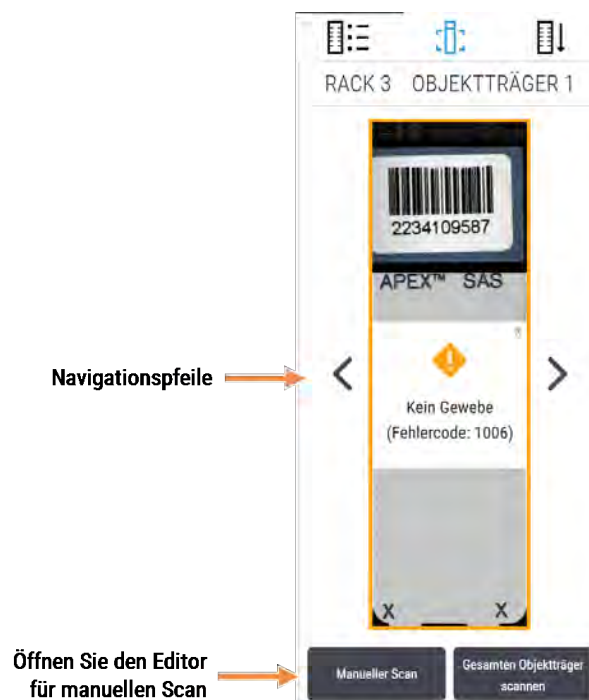 RACK 3 OBJEKTTRÄGER 1
2234109587
APEX™ SAS
Navigationspfeile
Kein Gewebe
(Fehlercode: 1006)
X X
Öffnen Sie den Editor
für manuellen Scan
Manueller Scan
Gesamten Objektträger
scannen